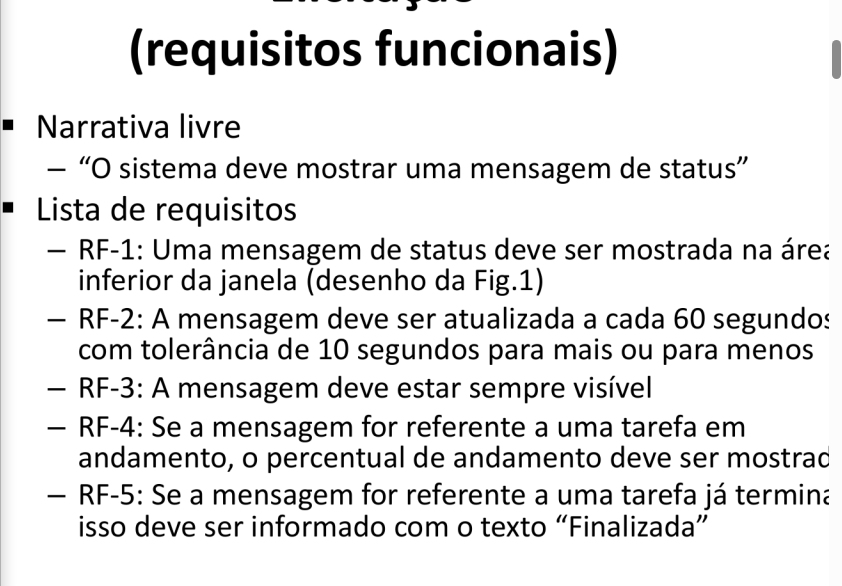 (requisitos funcionais)
▪ Narrativa livre
– “O sistema deve mostrar uma mensagem de status”
▪ Lista de requisitos
– RF-1: Uma mensagem de status deve ser mostrada na área
inferior da janela (desenho da Fig.1)
– RF-2: A mensagem deve ser atualizada a cada 60 segundos
com tolerância de 10 segundos para mais ou para menos
– RF-3: A mensagem deve estar sempre visível
– RF-4: Se a mensagem for referente a uma tarefa em
andamento, o percentual de andamento deve ser mostrad
– RF-5: Se a mensagem for referente a uma tarefa já termina
isso deve ser informado com o texto “Finalizada”